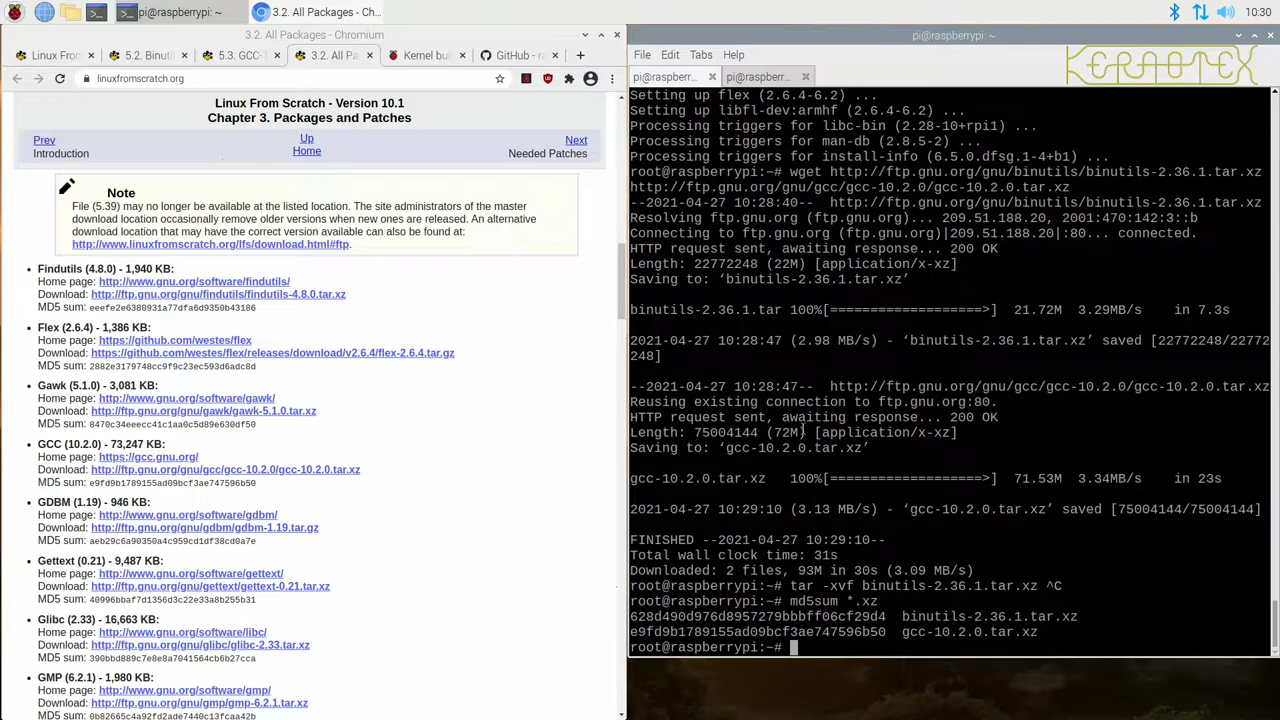 pi@raspberrypi: ~
3.2. All Packages - Ch...
10:30
3.2. All Packages - Chromium
Linux Fron
5.2. Binuti
5.3. GCC-1
3.2. All Pa
Kernel buil
GitHub - ra
linuxfromscratch.org
Linux From Scratch - Version 10.1
Chapter 3. Packages and Patches
Prev
Up
Next
Introduction
Home
Needed Patches
Note
File (5.39) may no longer be available at the listed location. The site administrators of the master
download location occasionally remove older versions when new ones are released. An alternative
download location that may have the correct version available can also be found at:
http://www.linuxfromscratch.org/lfs/download.html#ftp.
• Findutils (4.8.0) - 1,940 KB:
Home page: http://www.gnu.org/software/findutils/
Download: http://ftp.gnu.org/gnu/findutils/findutils-4.8.0.tar.xz
MD5 sum: eeefe2e6380931a77dfa6d9350b43186
• Flex (2.6.4) - 1,386 KB:
Home page: https://github.com/westes/flex
Download: https://github.com/westes/flex/releases/download/v2.6.4/flex-2.6.4.tar.gz
MD5 sum: 2882e3179748cc9f9c23ec593d6adc8d
• Gawk (5.1.0) - 3,081 KB:
Home page: http://www.gnu.org/software/gawk/
Download: http://ftp.gnu.org/gnu/gawk/gawk-5.1.0.tar.xz
MD5 sum: 8470c34eeecc41c1aa0c5d89e630df50
• GCC (10.2.0) - 73,247 KB:
Home page: https://gcc.gnu.org/
Download: http://ftp.gnu.org/gnu/gcc/gcc-10.2.0/gcc-10.2.0.tar.xz
MD5 sum: e9fd9b1789155ad09bcf3ae747596b50
• GDBM (1.19) - 946 KB:
Home page: http://www.gnu.org/software/gdbm/
Download: http://ftp.gnu.org/gnu/gdbm/gdbm-1.19.tar.gz
MD5 sum: aeb29c6a90350a4c959cd1df38cd0a7e
• Gettext (0.21) - 9,487 KB:
Home page: http://www.gnu.org/software/gettext/
Download: http://ftp.gnu.org/gnu/gettext/gettext-0.21.tar.xz
MD5 sum: 40996bbaf7d1356d3c22e33a8b255b31
• Glibc (2.33) - 16,663 KB:
Home page: http://www.gnu.org/software/libc/
Download: http://ftp.gnu.org/gnu/glibc/glibc-2.33.tar.xz
MD5 sum: 390bbd889c7e8e8a7041564cb6b27cca
• GMP (6.2.1) - 1,980 KB:
Home page: http://www.gnu.org/software/gmp/
Download: http://ftp.gnu.org/gnu/gmp/gmp-6.2.1.tar.xz
MD5 sum: 0b82665c4a92fd2ade7440c13fcaa42b
pi@raspberrypi: ~
File Edit Tabs Help
pi@raspberr...
pi@raspberr...
Setting up flex (2.6.4-6.2) ...
Setting up libfl-dev:armhf (2.6.4-6.2) ...
Processing triggers for libc-bin (2.28-10+rpi1) ...
Processing triggers for man-db (2.8.5-2) ...
Processing triggers for install-info (6.5.0.dfsg.1-4+b1) ...
root@raspberrypi:~# wget http://ftp.gnu.org/gnu/binutils/binutils-2.36.1.tar.xz
http://ftp.gnu.org/gnu/gcc/gcc-10.2.0/gcc-10.2.0.tar.xz
--2021-04-27 10:28:40-- http://ftp.gnu.org/gnu/binutils/binutils-2.36.1.tar.xz
Resolving ftp.gnu.org (ftp.gnu.org)... 209.51.188.20, 2001:470:142:3::b
Connecting to ftp.gnu.org (ftp.gnu.org)|209.51.188.20|:80... connected.
HTTP request sent, awaiting response... 200 OK
Length: 22772248 (22M) [application/x-xz]
Saving to: ‘binutils-2.36.1.tar.xz’
binutils-2.36.1.tar 100%[===================>] 21.72M 3.29MB/s in 7.3s
2021-04-27 10:28:47 (2.98 MB/s) - ‘binutils-2.36.1.tar.xz’ saved [22772248/22772
248]
--2021-04-27 10:28:47-- http://ftp.gnu.org/gnu/gcc/gcc-10.2.0/gcc-10.2.0.tar.xz
Reusing existing connection to ftp.gnu.org:80.
HTTP request sent, awaiting response... 200 OK
Length: 75004144 (72M) [application/x-xz]
Saving to: ‘gcc-10.2.0.tar.xz’
gcc-10.2.0.tar.xz 100%[===================>] 71.53M 3.34MB/s in 23s
2021-04-27 10:29:10 (3.13 MB/s) - ‘gcc-10.2.0.tar.xz’ saved [75004144/75004144]
FINISHED --2021-04-27 10:29:10--
Total wall clock time: 31s
Downloaded: 2 files, 93M in 30s (3.09 MB/s)
root@raspberrypi:~# tar -xvf binutils-2.36.1.tar.xz ^C
root@raspberrypi:~# md5sum *.xz
628d490d976d8957279bbbff06cf29d4 binutils-2.36.1.tar.xz
e9fd9b1789155ad09bcf3ae747596b50 gcc-10.2.0.tar.xz
root@raspberrypi:~#